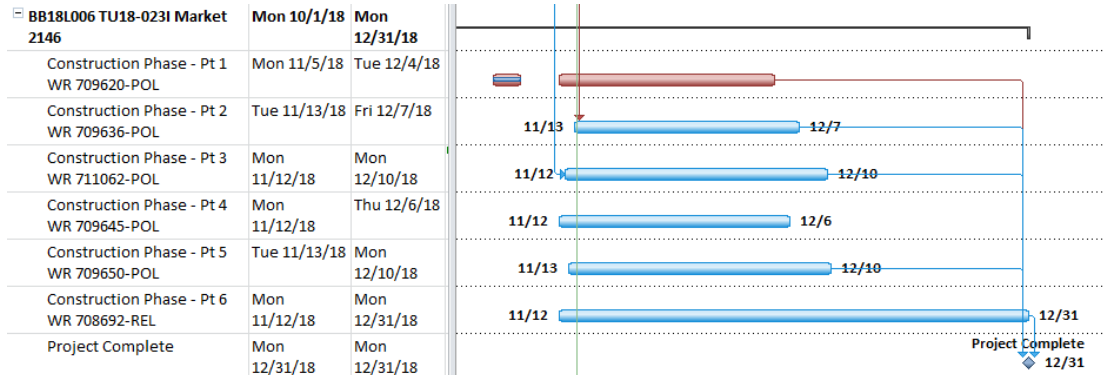 BB18L006 TU18-023I Market Mon 10/1/18 Mon
2146 12/31/18
Construction Phase - Pt 1 Mon 11/5/18 Tue 12/4/18
WR 709620-POL
Construction Phase - Pt 2 Tue 11/13/18 Fri 12/7/18
WR 709636-POL
11/13 12/7
Construction Phase - Pt 3 Mon Mon
WR 711062-POL 11/12/18 12/10/18
11/12 12/10
Construction Phase - Pt 4 Mon Thu 12/6/18
WR 709645-POL 11/12/18
11/12 12/6
Construction Phase - Pt 5 Tue 11/13/18 Mon
WR 709650-POL 12/10/18
11/13 12/10
Construction Phase - Pt 6 Mon Mon
WR 708692-REL 11/12/18 12/31/18
11/12 12/31
Project Complete Mon Mon
12/31/18 12/31/18
Project Complete
12/31